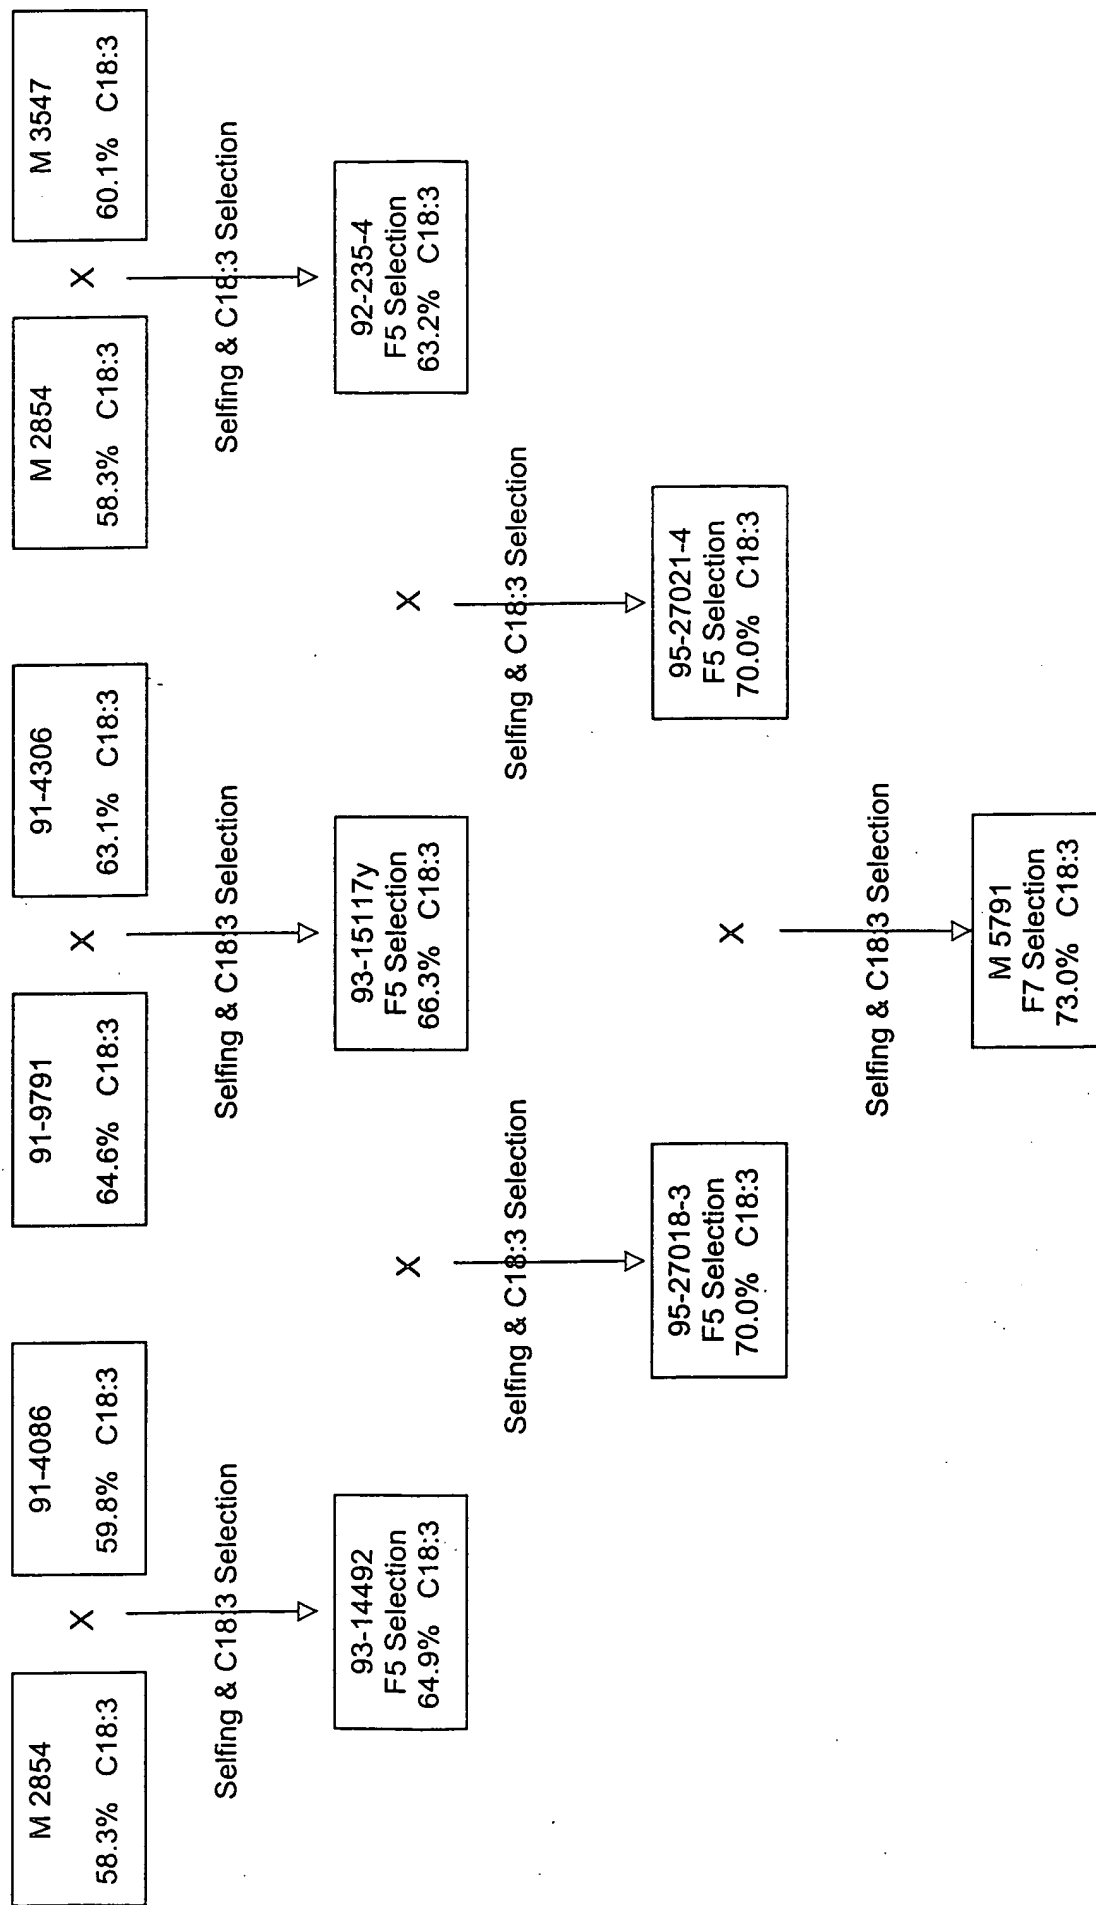 M 2854
58.3% C18:3
X
91-4086
59.8% C18:3
91-9791
64.6% C18:3
X
91-4306
63.1% C18:3
M 2854
58.3% C18:3
X
M 3547
60.1% C18:3
Selfing & C18:3 Selection
Selfing & C18:3 Selection
Selfing & C18:3 Selection
93-14492
F5 Selection
64.9% C18:3
X
93-15117y
F5 Selection
66.3% C18:3
X
92-235-4
F5 Selection
63.2% C18:3
Selfing & C18:3 Selection
Selfing & C18:3 Selection
95-27018-3
F5 Selection
70.0% C18:3
X
95-27021-4
F5 Selection
70.0% C18:3
Selfing & C18:3 Selection
M 5791
F7 Selection
73.0% C18:3